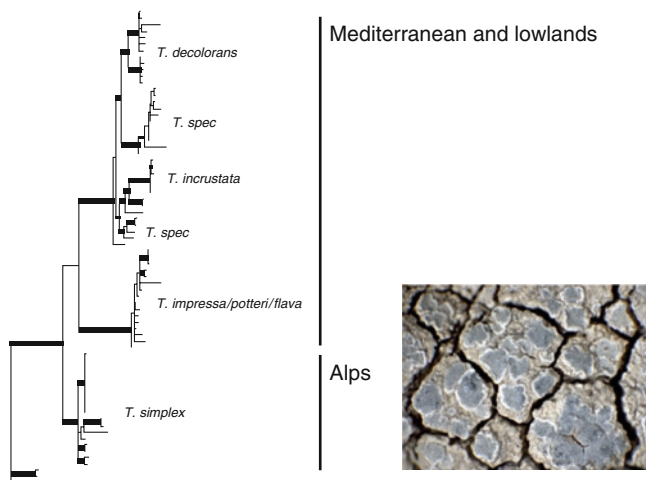 Mediterranean and lowlands
T. decolorans
T. spec
T. incrustata
T. spec
T. impressa/potteri/flava
Alps
T. simplex